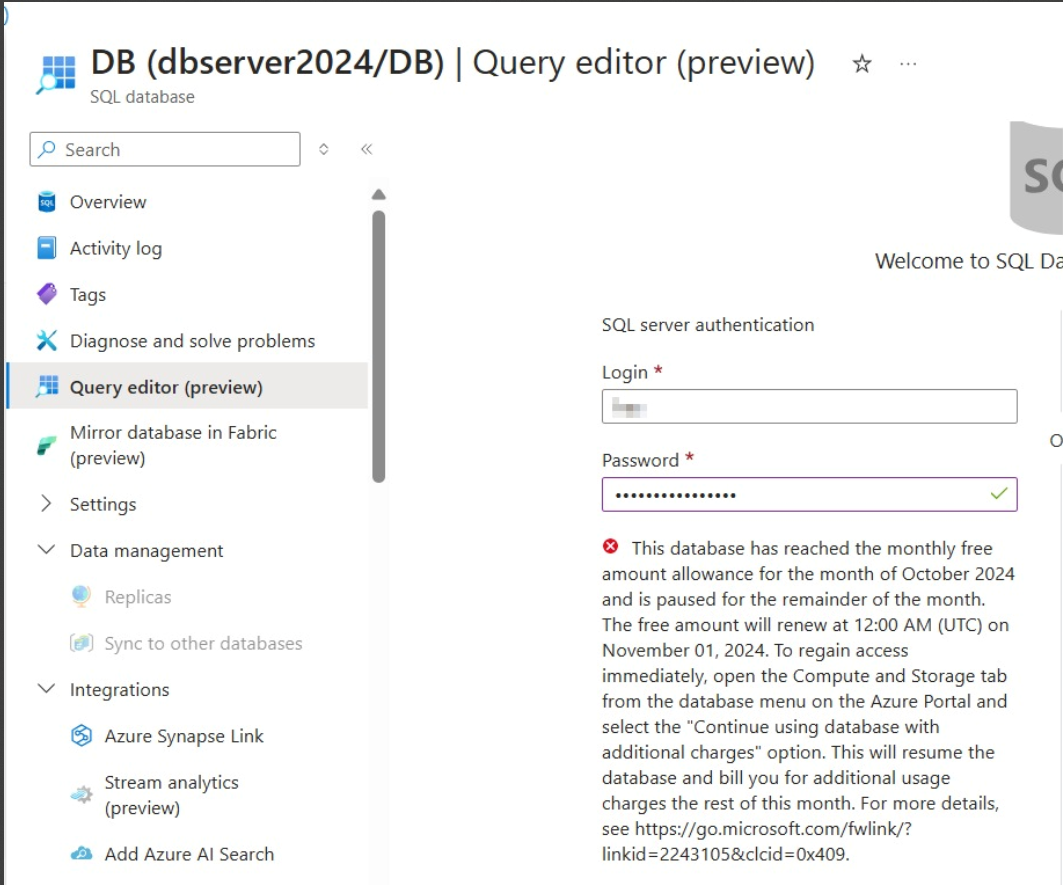 DB (dbserver2024/DB) | Query editor (preview)
SQL database
Search
Overview
Activity log
Tags
Diagnose and solve problems
Query editor (preview)
Mirror database in Fabric
(preview)
Settings
Data management
Replicas
Sync to other databases
Integrations
Azure Synapse Link
Stream analytics
(preview)
Add Azure AI Search
Welcome to SQL Da
SQL server authentication
Login *
Password *
••••••••••••••••
This database has reached the monthly free
amount allowance for the month of October 2024
and is paused for the remainder of the month.
The free amount will renew at 12:00 AM (UTC) on
November 01, 2024. To regain access
immediately, open the Compute and Storage tab
from the database menu on the Azure Portal and
select the "Continue using database with
additional charges" option. This will resume the
database and bill you for additional usage
charges the rest of this month. For more details,
see https://go.microsoft.com/fwlink/?
linkid=2243105&clcid=0x409.